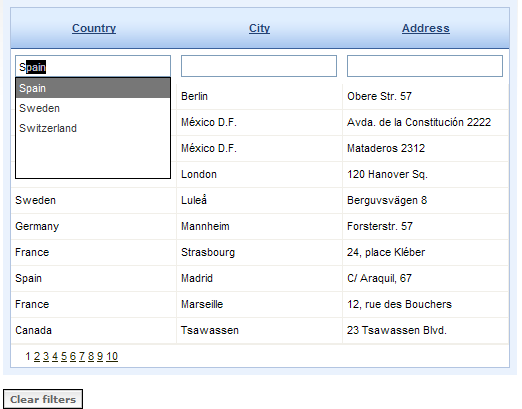 Country City Address
Spain
Spain
Sweden
Switzerland
Berlin Obere Str. 57
México D.F. Avda. de la Constitución 2222
México D.F. Mataderos 2312
London 120 Hanover Sq.
Sweden Luleå Berguvsvägen 8
Germany Mannheim Forsterstr. 57
France Strasbourg 24, place Kléber
Spain Madrid C/ Araquil, 67
France Marseille 12, rue des Bouchers
Canada Tsawassen 23 Tsawassen Blvd.
1 2 3 4 5 6 7 8 9 10
Clear filters